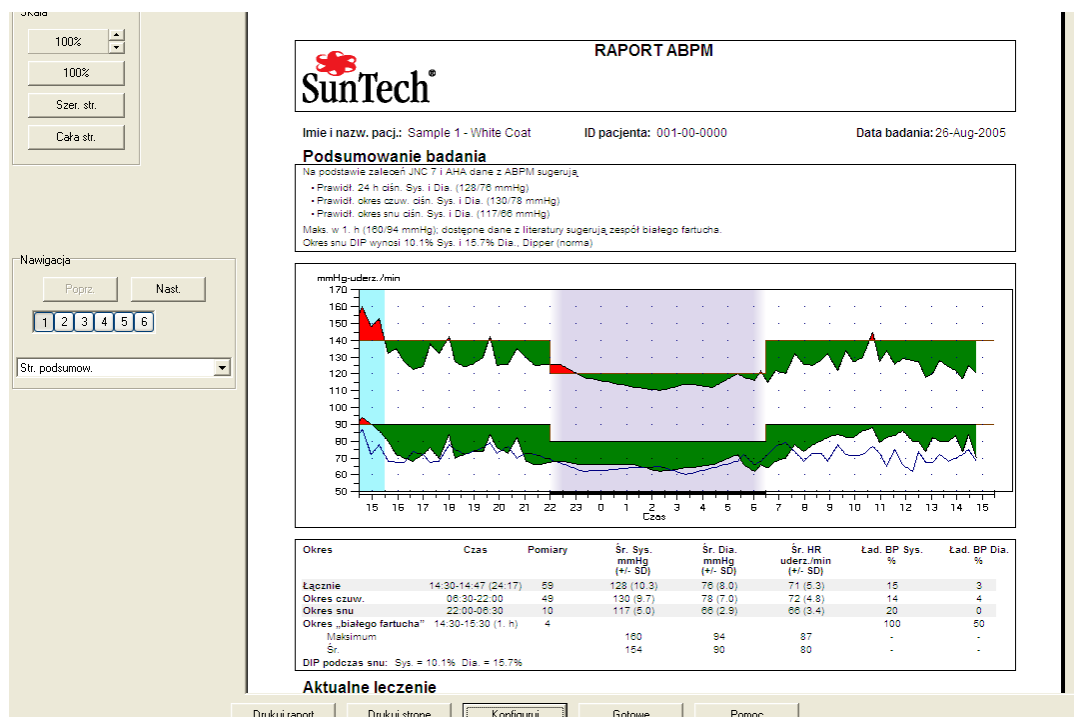 Skala
100%
100%
Szer. str.
Cała str.
Nawigacja
Poprz.
Nast.
1 2 3 4 5 6
Str. podsumow.
RAPORT ABPM
SunTech®
Imie i nazw. pacj.: Sample 1 - White Coat ID pacjenta: 001-00-0000 Data badania: 26-Aug-2005
Podsumowanie badania
Na podstawie zaleceń JNC 7 i AHA dane z ABPM sugerują
• Prawidł. 24 h ciśn. Sys. i Dia. (128/76 mmHg)
• Prawidł. okres czuw. ciśn. Sys. i Dia. (130/78 mmHg)
• Prawidł. okres snu ciśn. Sys. i Dia. (117/66 mmHg)
Maks. w 1. h (160/94 mmHg); dostępne dane z literatury sugerują zespół białego fartucha.
Okres snu DIP wynosi 10.1% Sys. i 15.7% Dia., Dipper (norma)
mmHg-uderz./min
170
160
150
140
130
120
110
100
90
80
70
60
50
15 16 17 18 19 20 21 22 23 0 1 2 3 4 5 6 7 8 9 10 11 12 13 14 15
Czas
Okres Czas Pomiary Śr. Sys. Śr. Dia. Śr. HR Ład. BP Sys. Ład. BP Dia.
mmHg mmHg uderz./min % %
(+/- SD) (+/- SD) (+/- SD)
Łącznie 14:30-14:47 (24:17) 59 128 (10.3) 76 (8.0) 71 (5.3) 15 3
Okres czuw. 06:30-22:00 49 130 (9.7) 78 (7.0) 72 (4.8) 14 4
Okres snu 22:00-06:30 10 117 (5.0) 66 (2.9) 66 (3.4) 20 0
Okres „białego fartucha” 14:30-15:30 (1. h) 4 100 50
Maksimum 160 94 87 - -
Śr. 154 90 80 - -
DIP podczas snu: Sys. = 10.1% Dia. = 15.7%
Aktualne leczenie
Drukuj raport Drukuj stronę Konfiguruj Gotowe Pomoc